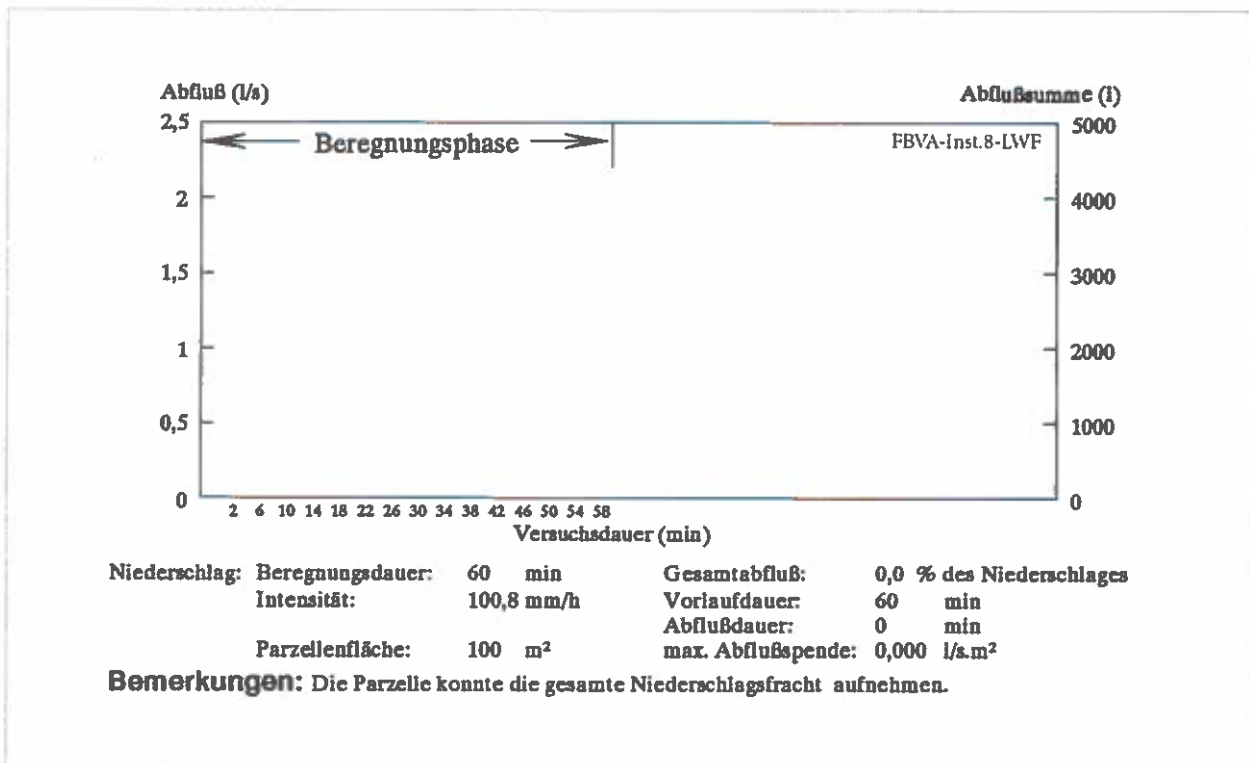 Abfluß (l/s) Abflußsumme (l)
2,5 5000
Beregnungsphase FBVA-Inst.8-LWF
2 4000
1,5 3000
1 2000
0,5 1000
0 0
2 6 10 14 18 22 26 30 34 38 42 46 50 54 58
Versuchsdauer (min)
Niederschlag: Beregnungsdauer: 60 min Gesamtabfluß: 0,0 % des Niederschlages
Intensität: 100,8 mm/h Vorlaufdauer: 60 min
Abflußdauer: 0 min
Parzellenfläche: 100 m² max. Abflußspende: 0,000 l/s.m²
Bemerkungen: Die Parzelle konnte die gesamte Niederschlagsfracht aufnehmen.